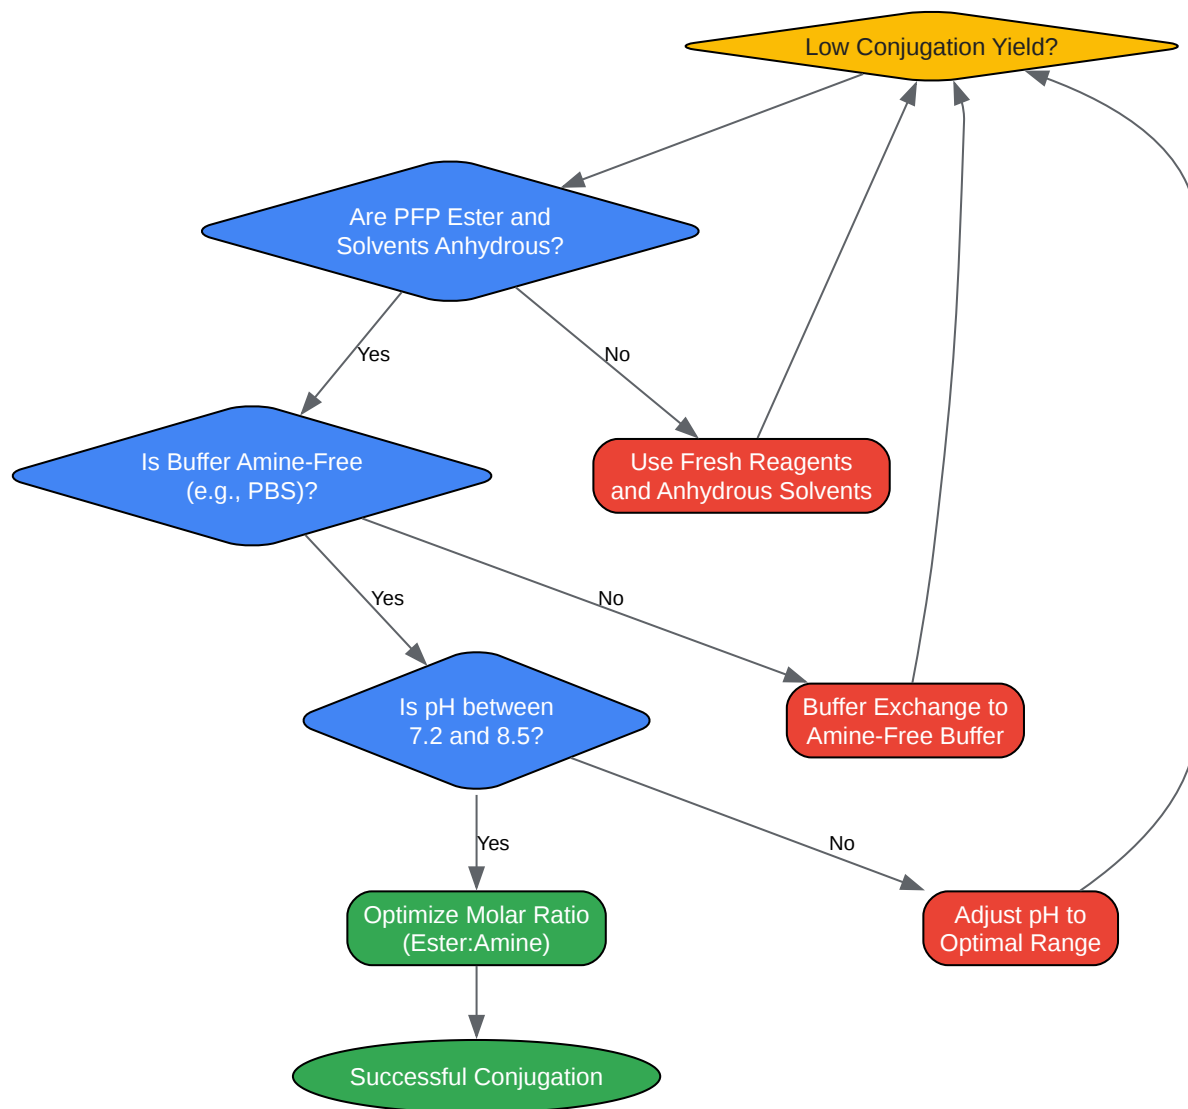 Low Conjugation Yield?
Are PFP Ester and
Solvents Anhydrous?
Yes
No
Is Buffer Amine-Free
(e.g., PBS)?
Use Fresh Reagents
and Anhydrous Solvents
Yes
No
Is pH between
7.2 and 8.5?
Buffer Exchange to
Amine-Free Buffer
Yes
No
Optimize Molar Ratio
(Ester:Amine)
Adjust pH to
Optimal Range
Successful Conjugation